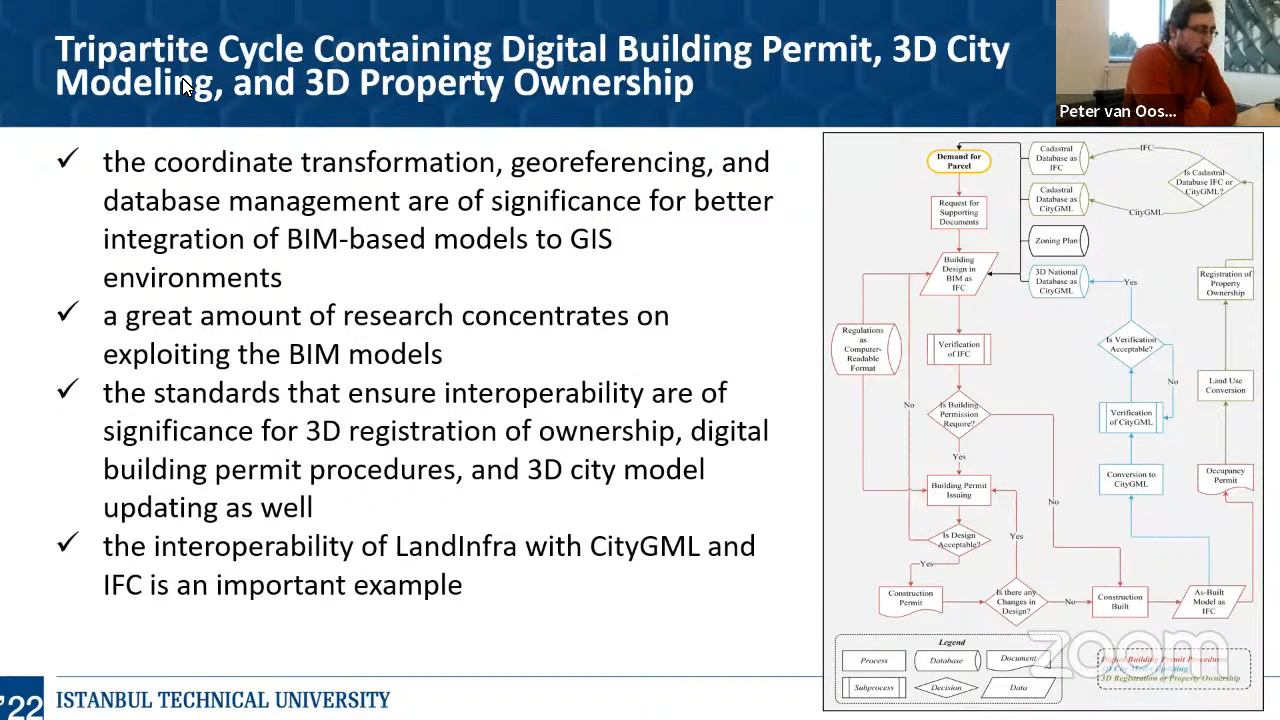 Tripartite Cycle Containing Digital Building Permit, 3D City
Modeling, and 3D Property Ownership
Peter van Oos...
✓ the coordinate transformation, georeferencing, and
database management are of significance for better
integration of BIM-based models to GIS
environments
✓ a great amount of research concentrates on
exploiting the BIM models
✓ the standards that ensure interoperability are of
significance for 3D registration of ownership, digital
building permit procedures, and 3D city model
updating as well
✓ the interoperability of LandInfra with CityGML and
IFC is an important example
Demand for
Parcel
Request for
Supporting
Documents
Building
Design in
BIM as
IFC
Regulations
as
Computer-
Readable
Format
Verification
of IFC
Is Building
Permission
Require?
Yes
No
No
Building Permit
Issuing
Is Design
Acceptable?
Yes
Yes
Construction
Permit
Is there any
Changes in
Design?
No
Construction
Built
As-Built
Model as
IFC
Cadastral
Database as
IFC
Cadastral
Database as
CityGML
Zoning Plan
3D National
Database as
CityGML
IFC
CityGML
Is Cadastral
Database IFC or
CityGML?
Yes
Is Verification
Acceptable?
No
Verification
of CityGML
Conversion to
CityGML
Registration of
Property
Ownership
Land Use
Conversion
Occupancy
Permit
Legend
Process
Database
Document
Subprocess
Decision
Data
Digital Building Permit Procedures
3D City Model Updating
3D Registration of Property Ownership
zoom
'22
ISTANBUL TECHNICAL UNIVERSITY